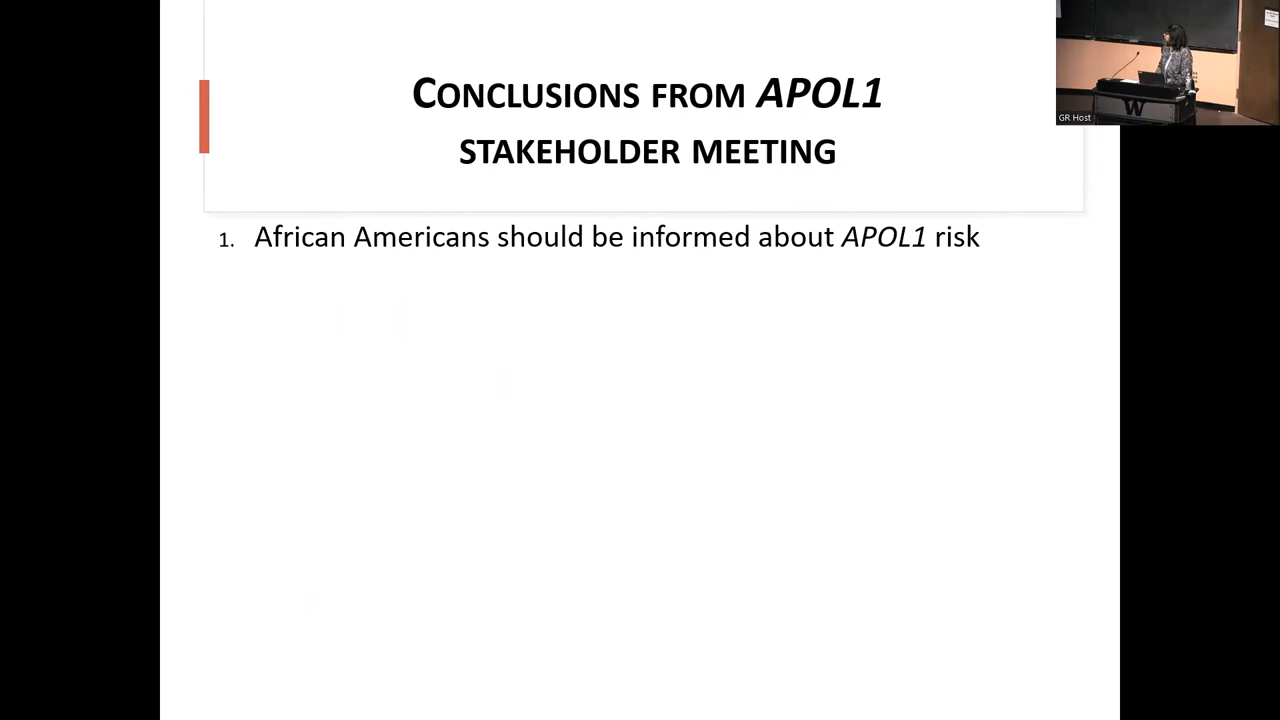 CONCLUSIONS FROM APOL1
STAKEHOLDER MEETING
1. African Americans should be informed about APOL1 risk
GR Host
W